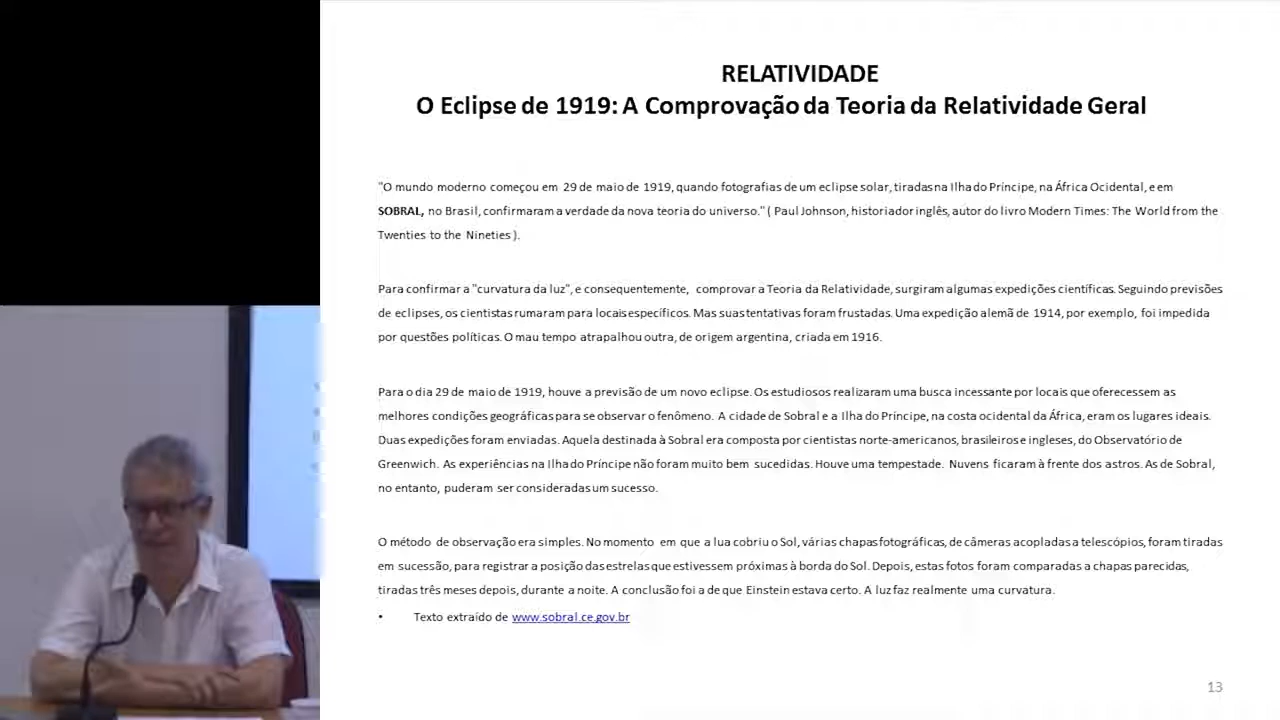 RELATIVIDADE
O Eclipse de 1919: A Comprovação da Teoria da Relatividade Geral
"O mundo moderno começou em 29 de maio de 1919, quando fotografias de um eclipse solar, tiradas na Ilha do Príncipe, na África Ocidental, e em
SOBRAL, no Brasil, confirmaram a verdade da nova teoria do universo." ( Paul Johnson, historiador inglês, autor do livro Modern Times: The World from the
Twenties to the Nineties ).
Para confirmar a "curvatura da luz", e consequentemente, comprovar a Teoria da Relatividade, surgiram algumas expedições científicas. Seguindo previsões
de eclipses, os cientistas rumaram para locais específicos. Mas suas tentativas foram frustadas. Uma expedição alemã de 1914, por exemplo, foi impedida
por questões políticas. O mau tempo atrapalhou outra, de origem argentina, criada em 1916.
Para o dia 29 de maio de 1919, houve a previsão de um novo eclipse. Os estudiosos realizaram uma busca incessante por locais que oferecessem as
melhores condições geográficas para se observar o fenômeno. A cidade de Sobral e a Ilha do Príncipe, na costa ocidental da África, eram os lugares ideais.
Duas expedições foram enviadas. Aquela destinada à Sobral era composta por cientistas norte-americanos, brasileiros e ingleses, do Observatório de
Greenwich. As experiências na Ilha do Príncipe não foram muito bem sucedidas. Houve uma tempestade. Nuvens ficaram à frente dos astros. As de Sobral,
no entanto, puderam ser consideradas um sucesso.
O método de observação era simples. No momento em que a lua cobriu o Sol, várias chapas fotográficas, de câmeras acopladas a telescópios, foram tiradas
em sucessão, para registrar a posição das estrelas que estivessem próximas à borda do Sol. Depois, estas fotos foram comparadas a chapas parecidas,
tiradas três meses depois, durante a noite. A conclusão foi a de que Einstein estava certo. A luz faz realmente uma curvatura.
• Texto extraído de www.sobral.ce.gov.br
13